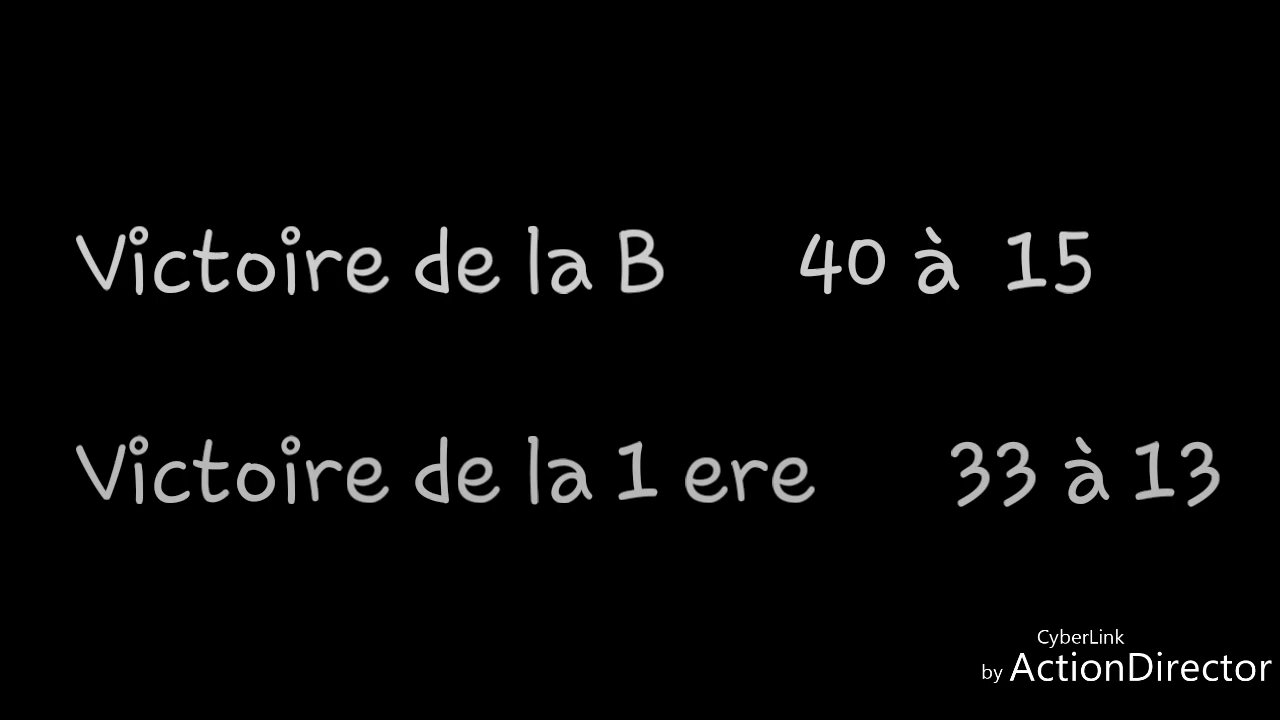 Victoire de la B 40 à 15
Victoire de la 1 ere 33 à 13
CyberLink
by ActionDirector